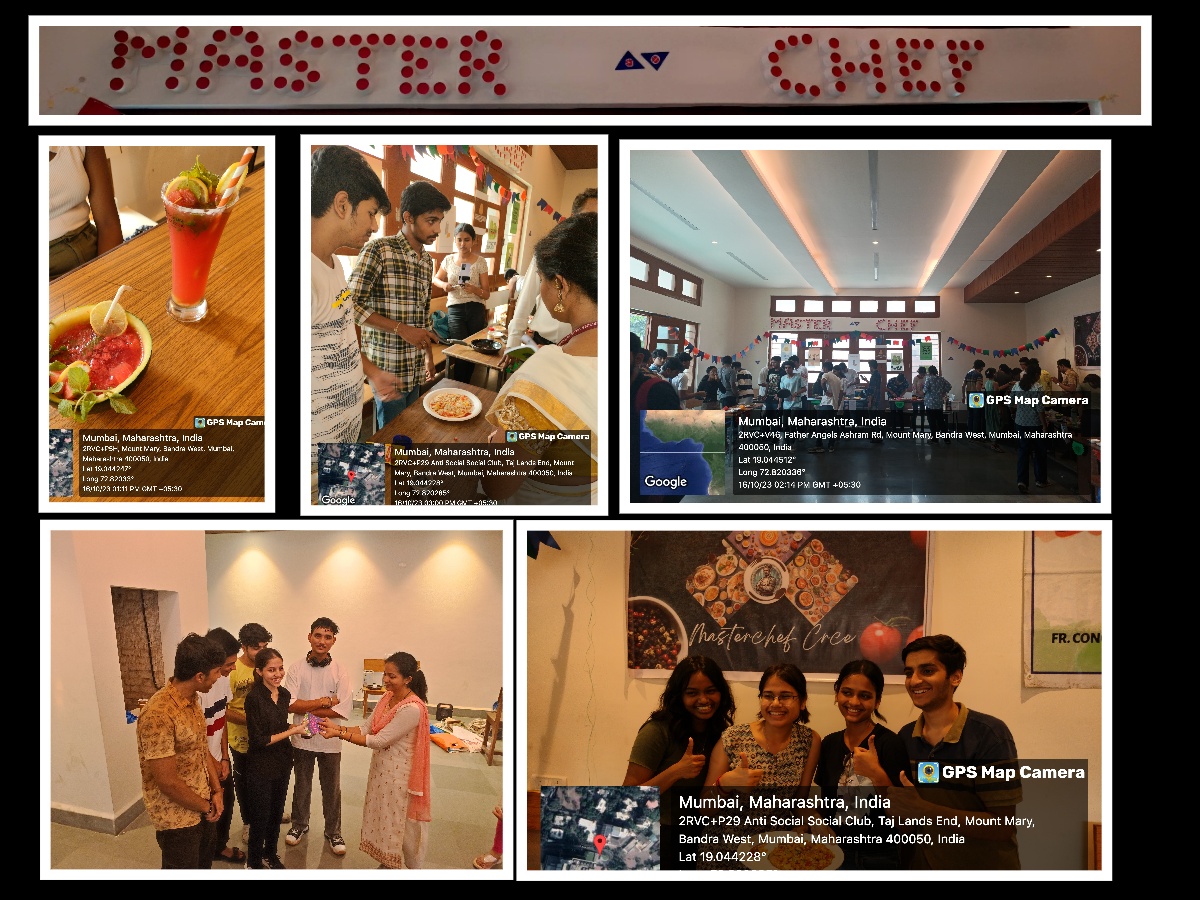 MASTER CHEF
GPS Map Camera
Mumbai, Maharashtra, India
2RVC+P5H, Mount Mary, Bandra West, Mumbai,
Maharashtra 400050, India
Lat 19.044247°
Long 72.82033°
16/10/23 01:11 PM GMT +05:30
GPS Map Camera
Mumbai, Maharashtra, India
2RVC+P29 Anti Social Social Club, Taj Lands End, Mount
Mary, Bandra West, Mumbai, Maharashtra 400050, India
Lat 19.044228°
Long 72.820265°
16/10/23 03:00 PM GMT +05:30
Google
MASTER CHEF
GPS Map Camera
Mumbai, Maharashtra, India
2RVC+V46, Father Angels Ashram Rd, Mount Mary, Bandra West, Mumbai, Maharashtra
400050, India
Lat 19.044512°
Long 72.820336°
16/10/23 02:14 PM GMT +05:30
Google
Masterchef Crce
FR. CON
GPS Map Camera
Mumbai, Maharashtra, India
2RVC+P29 Anti Social Social Club, Taj Lands End, Mount Mary,
Bandra West, Mumbai, Maharashtra 400050, India
Lat 19.044228°